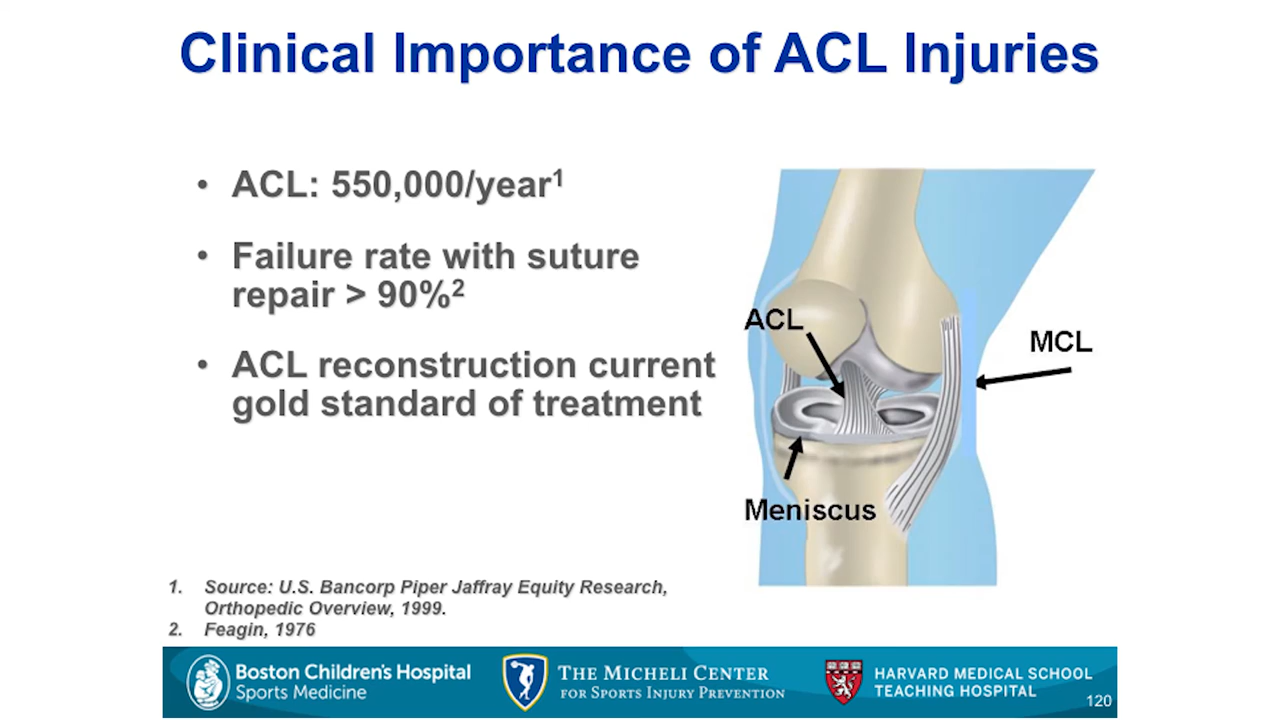 Clinical Importance of ACL Injuries
• ACL: 550,000/year¹
• Failure rate with suture
repair > 90%²
• ACL reconstruction current
gold standard of treatment
ACL
MCL
Meniscus
1. Source: U.S. Bancorp Piper Jaffray Equity Research,
Orthopedic Overview, 1999.
2. Feagin, 1976
Boston Children's Hospital
Sports Medicine
THE MICHELI CENTER
FOR SPORTS INJURY PREVENTION
HARVARD MEDICAL SCHOOL
TEACHING HOSPITAL
120